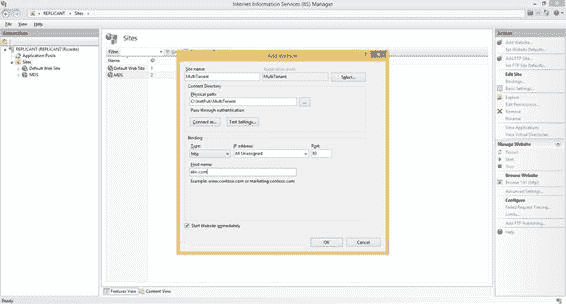 Internet Information Services (IIS) Manager
REPLICANT ▸ Sites ▸
File View Help
Connections
REPLICANT (REPLICANT\Ricardo)
Application Pools
Sites
Default Web Site
MDS
Sites
Filter:
Name
ID
Default Web Site 1
MDS 2
Features View Content View
Add Website
Site name:
Application pool:
MultiTenant
MultiTenant
Select...
Content Directory
Physical path:
C:\InetPub\MultiTenant
...
Pass-through authentication
Connect as...
Test Settings...
Binding
Type:
IP address:
Port:
http
All Unassigned
80
Host name:
abc.com
Example: www.contoso.com or marketing.contoso.com
Start Website immediately
OK
Cancel
Actions
Add Website...
Set Website Defaults...
Add FTP Site...
Set FTP Site Defaults...
Edit Site
Bindings...
Basic Settings...
Explore
Edit Permissions...
Remove
Rename
View Applications
View Virtual Directories
Manage Website
Restart
Start
Stop
Browse Website
Advanced Settings...
Configure
Failed Request Tracing...
Limits...
Add FTP Publishing...
Help